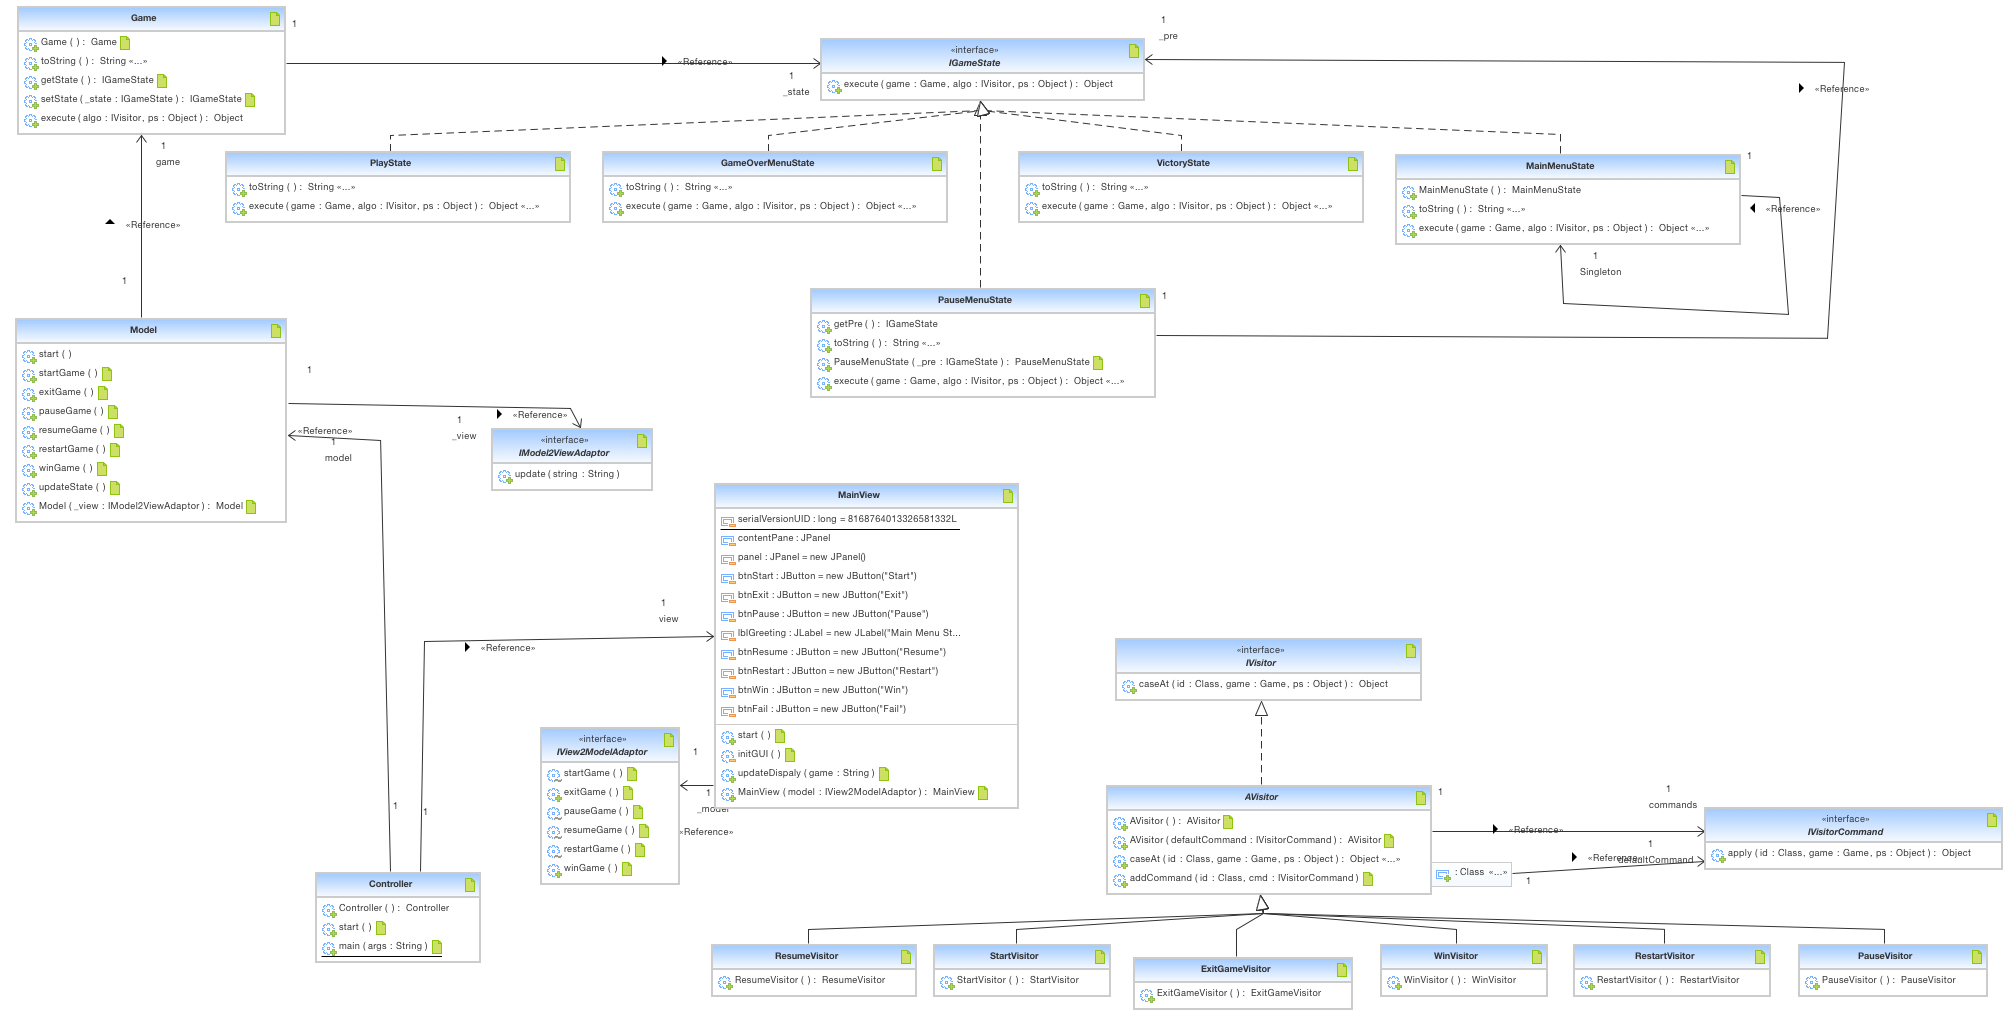 Game
Game ( ) : Game
toString ( ) : String «...»
getState ( ) : IGameState
setState ( _state : IGameState ) : IGameState
execute ( algo : IVisitor, ps : Object ) : Object
1
«Reference»
1
_state
«interface»
IGameState
execute ( game : Game, algo : IVisitor, ps : Object ) : Object
1
_pre
«Reference»
PlayState
toString ( ) : String «...»
execute ( game : Game, algo : IVisitor, ps : Object ) : Object «...»
GameOverMenuState
toString ( ) : String «...»
execute ( game : Game, algo : IVisitor, ps : Object ) : Object «...»
VictoryState
toString ( ) : String «...»
execute ( game : Game, algo : IVisitor, ps : Object ) : Object «...»
MainMenuState
MainMenuState ( ) : MainMenuState
toString ( ) : String «...»
execute ( game : Game, algo : IVisitor, ps : Object ) : Object «...»
1
«Reference»
1
Singleton
1
game
«Reference»
1
PauseMenuState
getPre ( ) : IGameState
toString ( ) : String «...»
PauseMenuState ( _pre : IGameState ) : PauseMenuState
execute ( game : Game, algo : IVisitor, ps : Object ) : Object «...»
1
Model
start ( )
startGame ( )
exitGame ( )
pauseGame ( )
resumeGame ( )
restartGame ( )
winGame ( )
updateState ( )
Model ( _view : IModel2ViewAdaptor ) : Model
1
«Reference»
1
_view
«Reference»
1
model
«interface»
IModel2ViewAdaptor
update ( string : String )
MainView
serialVersionUID : long = 8168764013326581332L
contentPane : JPanel
panel : JPanel = new JPanel()
btnStart : JButton = new JButton("Start")
btnExit : JButton = new JButton("Exit")
btnPause : JButton = new JButton("Pause")
lblGreeting : JLabel = new JLabel("Main Menu St...
btnResume : JButton = new JButton("Resume")
btnRestart : JButton = new JButton("Restart")
btnWin : JButton = new JButton("Win")
btnFail : JButton = new JButton("Fail")
start ( )
initGUI ( )
updateDispaly ( game : String )
MainView ( model : IView2ModelAdaptor ) : MainView
1
view
«Reference»
«interface»
IView2ModelAdaptor
startGame ( )
exitGame ( )
pauseGame ( )
resumeGame ( )
restartGame ( )
winGame ( )
1
1
_model
«Reference»
1
1
Controller
Controller ( ) : Controller
start ( )
main ( args : String )
«interface»
IVisitor
caseAt ( id : Class, game : Game, ps : Object ) : Object
AVisitor
AVisitor ( ) : AVisitor
AVisitor ( defaultCommand : IVisitorCommand ) : AVisitor
caseAt ( id : Class, game : Game, ps : Object ) : Object «...»
addCommand ( id : Class, cmd : IVisitorCommand )
1
«Reference»
1
commands
: Class «...»
1
«Reference»
1
defaultCommand
«interface»
IVisitorCommand
apply ( id : Class, game : Game, ps : Object ) : Object
ResumeVisitor
ResumeVisitor ( ) : ResumeVisitor
StartVisitor
StartVisitor ( ) : StartVisitor
ExitGameVisitor
ExitGameVisitor ( ) : ExitGameVisitor
WinVisitor
WinVisitor ( ) : WinVisitor
RestartVisitor
RestartVisitor ( ) : RestartVisitor
PauseVisitor
PauseVisitor ( ) : PauseVisitor